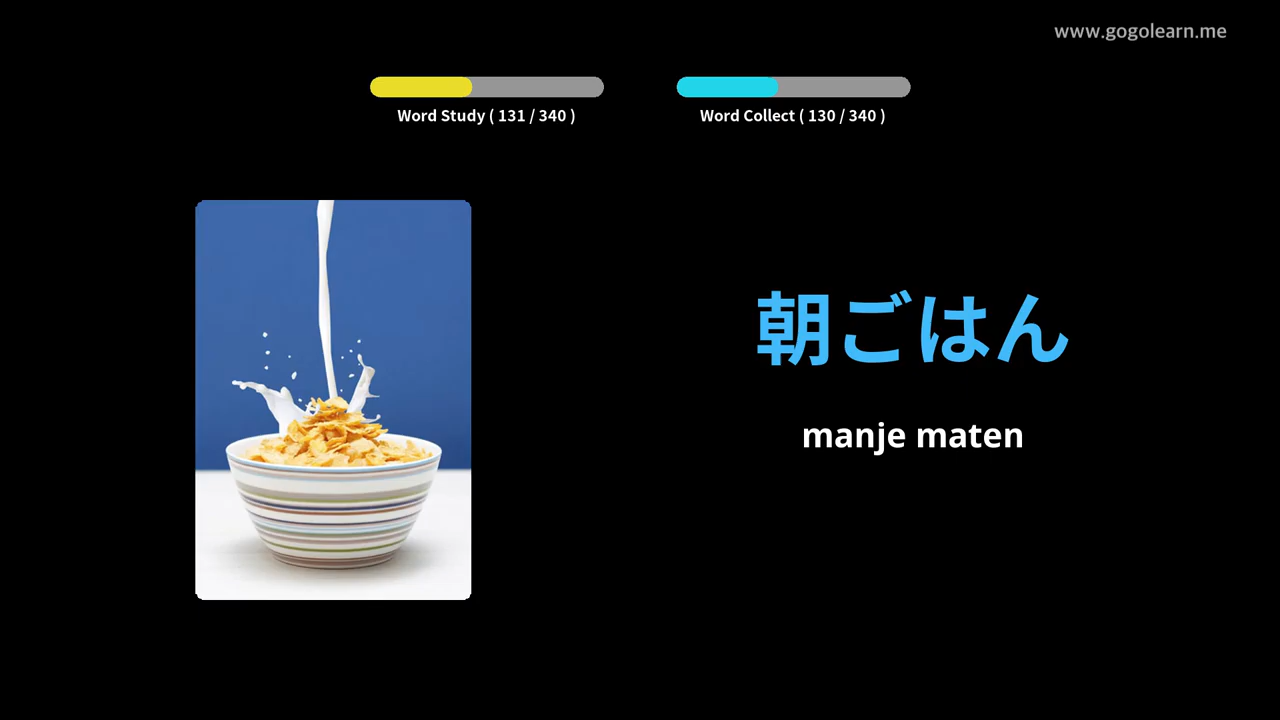 www.gogolearn.me
Word Study ( 131 / 340 )
Word Collect ( 130 / 340 )
朝ごはん
manje maten